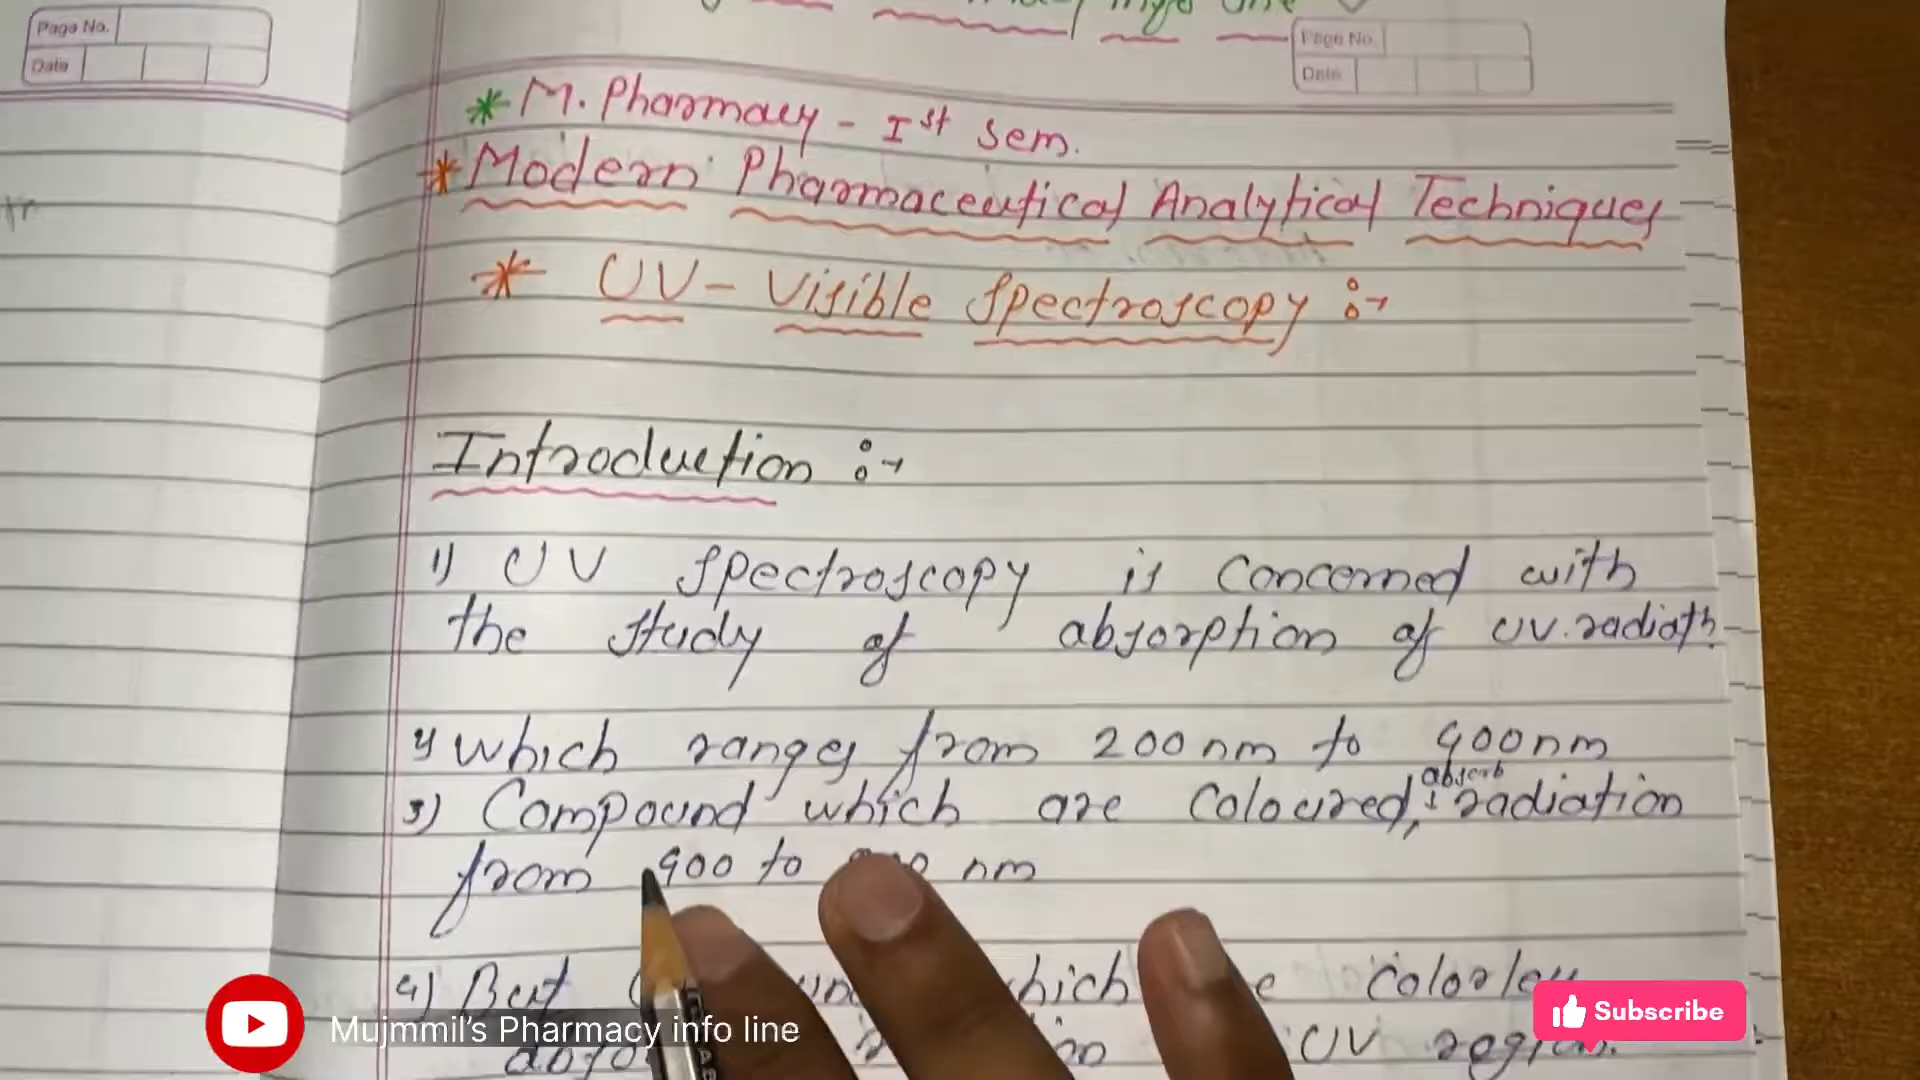 Page No.
Date
Page No.
Date
* M. Pharmacy - Ist Sem.
* Modern Pharmaceutical Analytical Techniques
* UV - Visible Spectroscopy :-
Introduction :-
1) UV Spectroscopy is Concerned with
the study of absorption of UV. radiatn.
2) which ranges from 200 nm to 400nm
absorb
3) Compound which are Coloured, radiation
from 400 to nm
4) But
UV region.
Mujmmil's Pharmacy info line
Subscribe